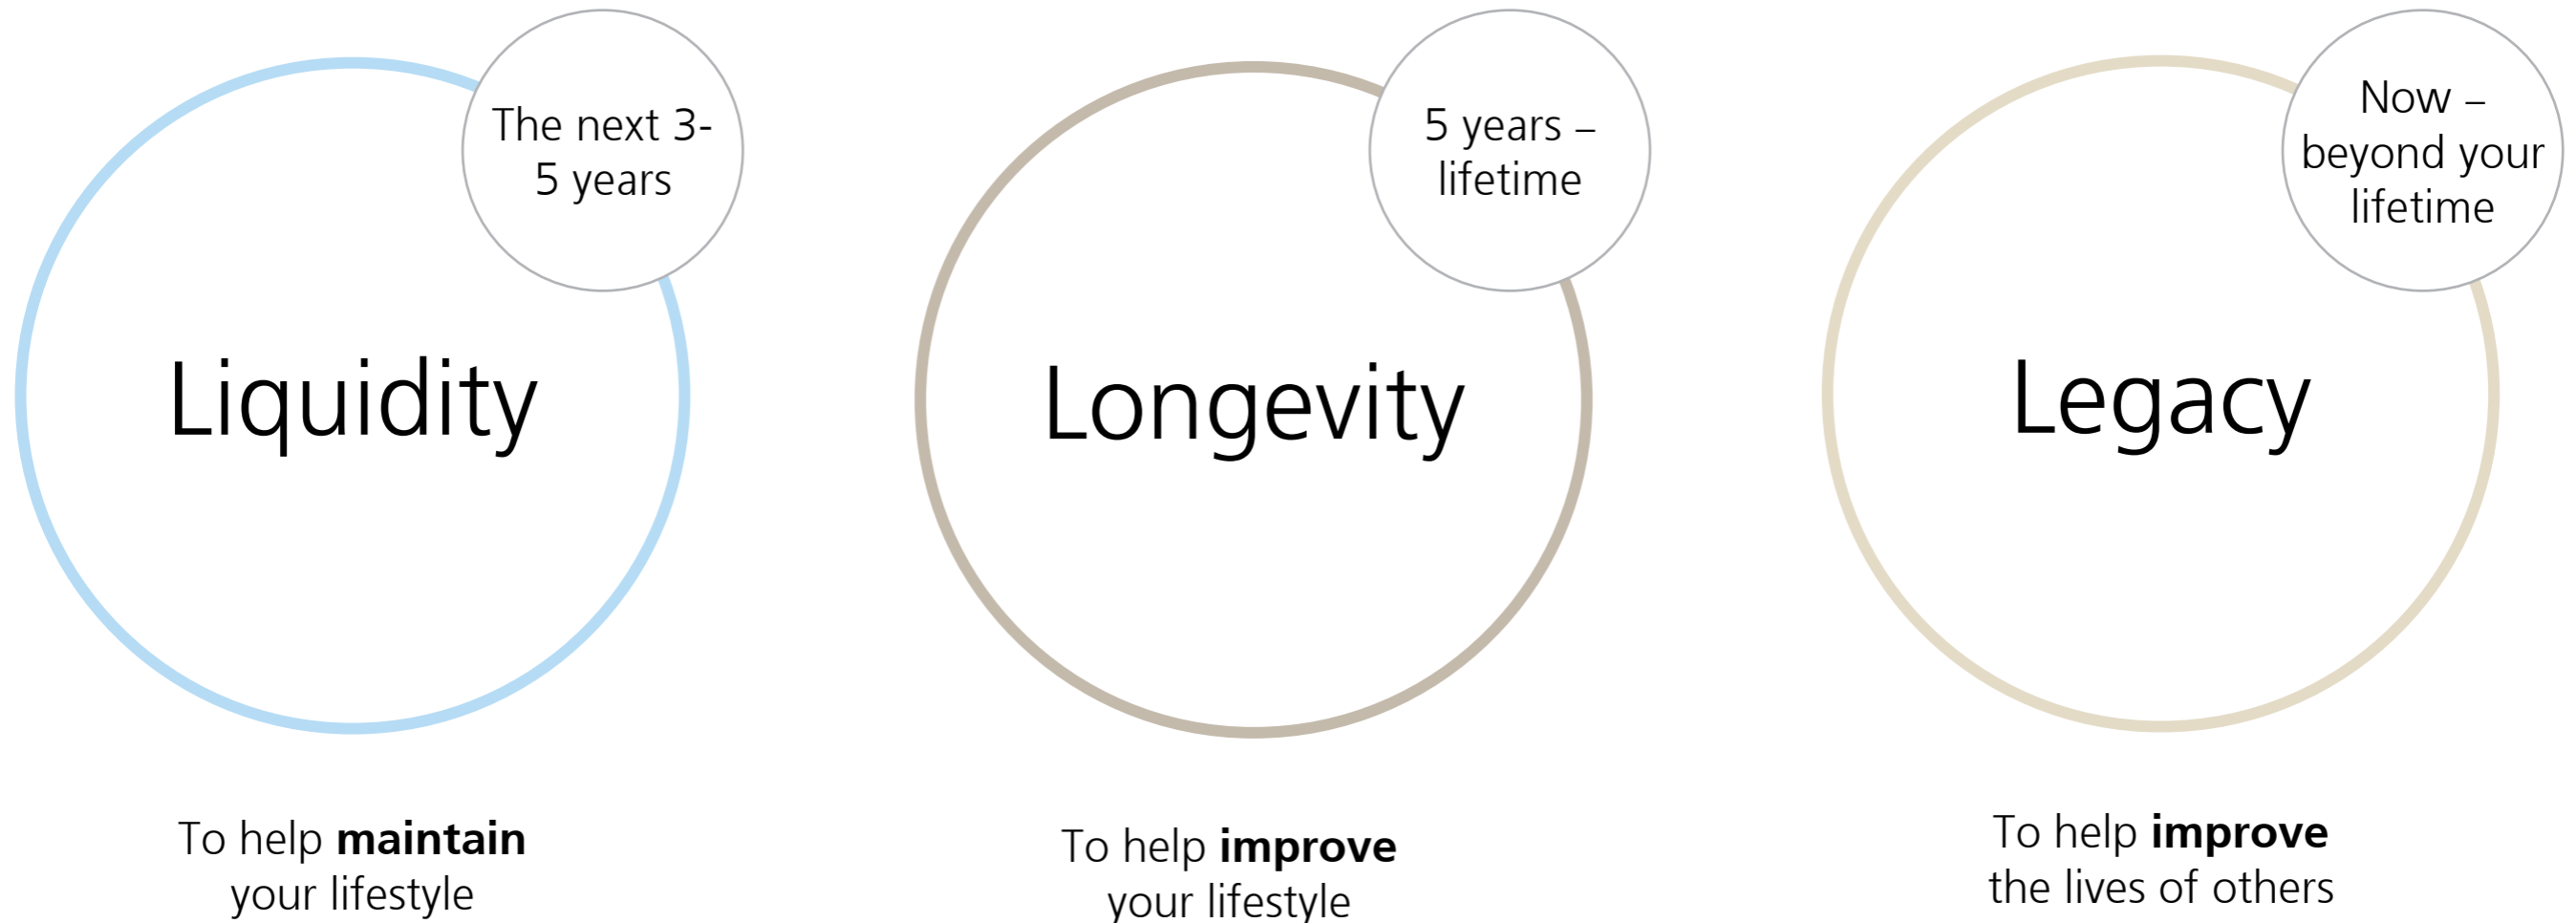 The next 3-
5 years
Liquidity
To help maintain
your lifestyle
5 years –
lifetime
Longevity
To help improve
your lifestyle
Now –
beyond your
lifetime
Legacy
To help improve
the lives of others